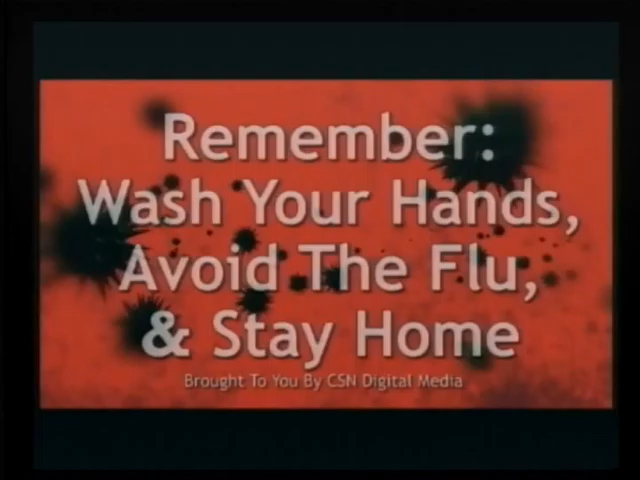 Remember:
Wash Your Hands,
Avoid The Flu,
& Stay Home
Brought To You By CSN Digital Media